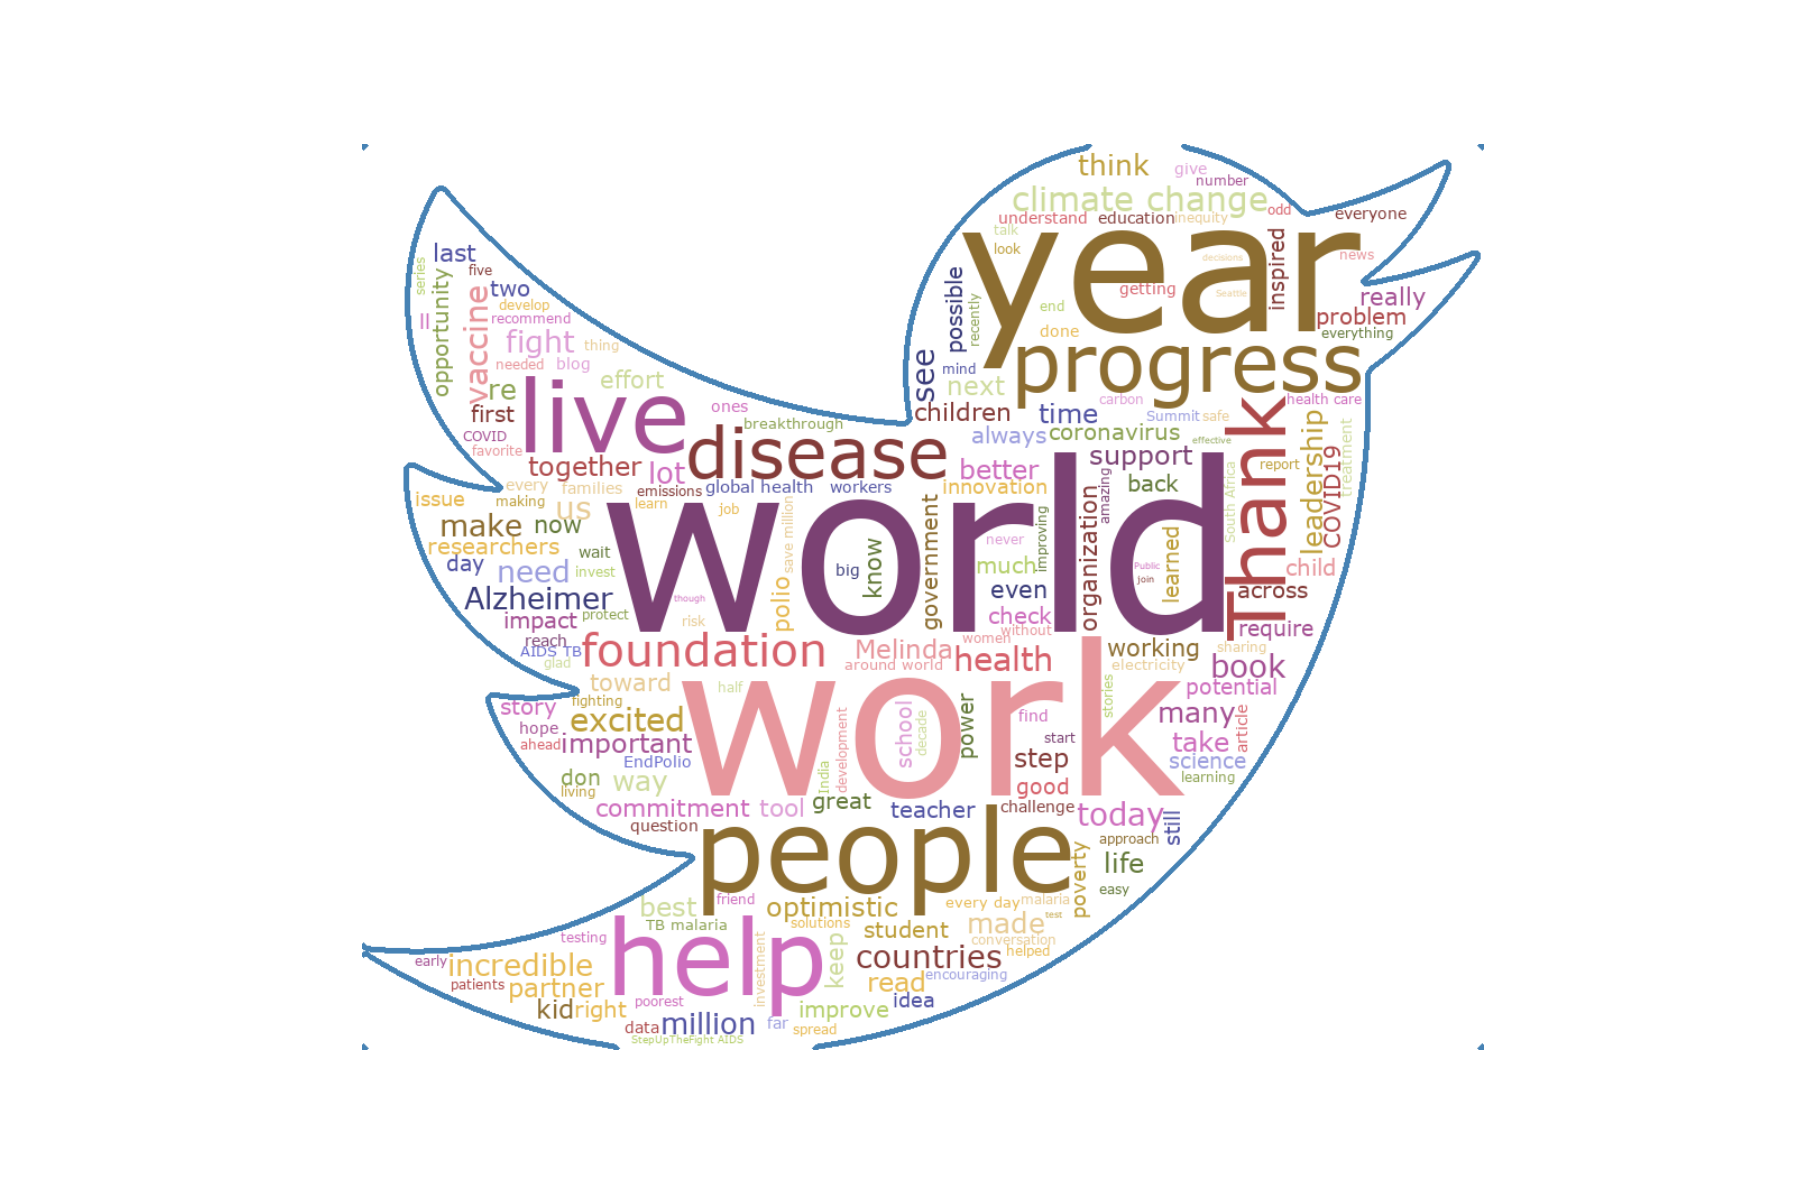 think
give
number
climate change
odd
understand
education
inequity
everyone
talk
look
year
inspired
news
decisions
Seattle
getting
possible
recently
end
done
really
problem
everything
progress
see
mind
next
carbon
health care
last
series
five
opportunity
two
vaccine
develop
ll
recommend
fight
thing
needed
blog
re
effort
live
first
ones
breakthrough
COVID
favorite
children
time
Summit
safe
Thank
leadership
treatment
always
coronavirus
effective
disease
together
lot
better
support
report
COVID19
every
families
emissions
global health
workers
innovation
amazing
back
South Africa
issue
making
us
learn
job
save million
government
organization
make
now
world
never
improving
learned
researchers
wait
day
need
invest
big
know
much
Public
join
child
Alzheimer
though
polio
even
across
impact
protect
risk
check
without
require
reach
AIDS TB
glad
foundation
Melinda
women
around world
health
working
sharing
electricity
book
toward
half
work
potential
fighting
story
hope
excited
school
decade
power
find
stories
many
article
ahead
important
development
start
take
EndPolio
step
science
don
living
way
India
good
learning
commitment
tool
great
teacher
challenge
today
still
question
people
approach
poverty
life
easy
best
friend
optimistic
every day
malaria
test
TB malaria
solutions
student
made
testing
help
conversation
early
incredible
investment
keep
countries
helped
patients
partner
read
encouraging
kid
right
poorest
improve
idea
data
million
far
spread
StepUpTheFight AIDS